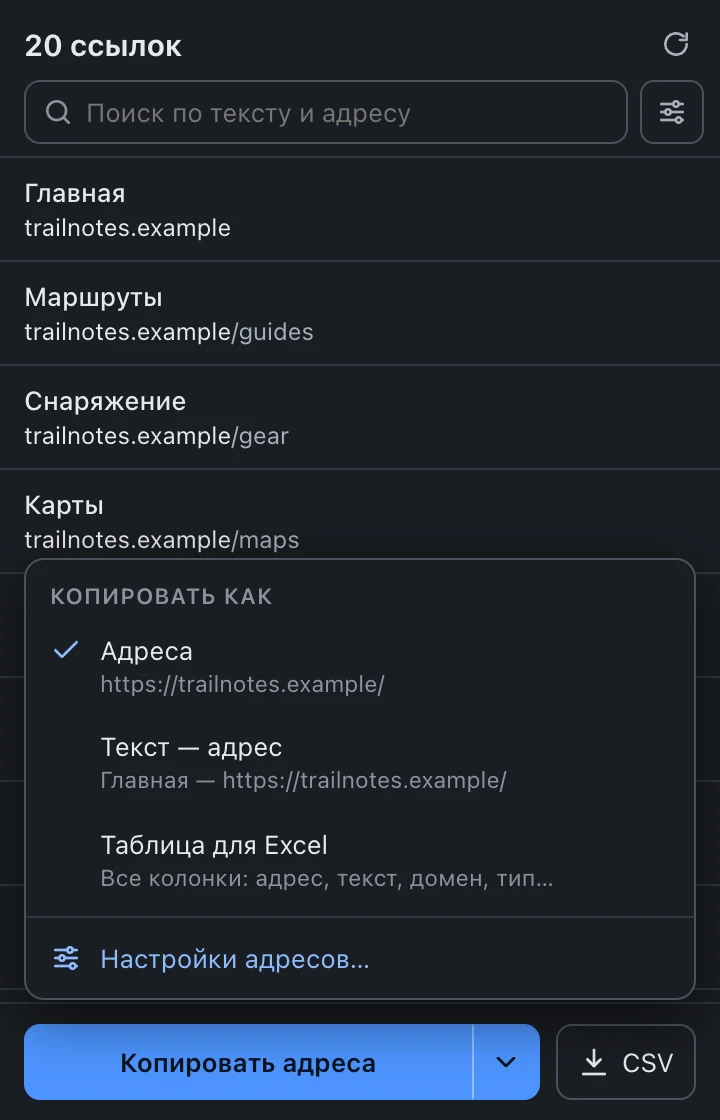 20 ссылок
Поиск по тексту и адресу
Главная
trailnotes.example
Маршруты
trailnotes.example/guides
Снаряжение
trailnotes.example/gear
Карты
trailnotes.example/maps
КОПИРОВАТЬ КАК
Адреса
https://trailnotes.example/
Текст — адрес
Главная — https://trailnotes.example/
Таблица для Excel
Все колонки: адрес, текст, домен, тип...
Настройки адресов...
Копировать адреса
CSV